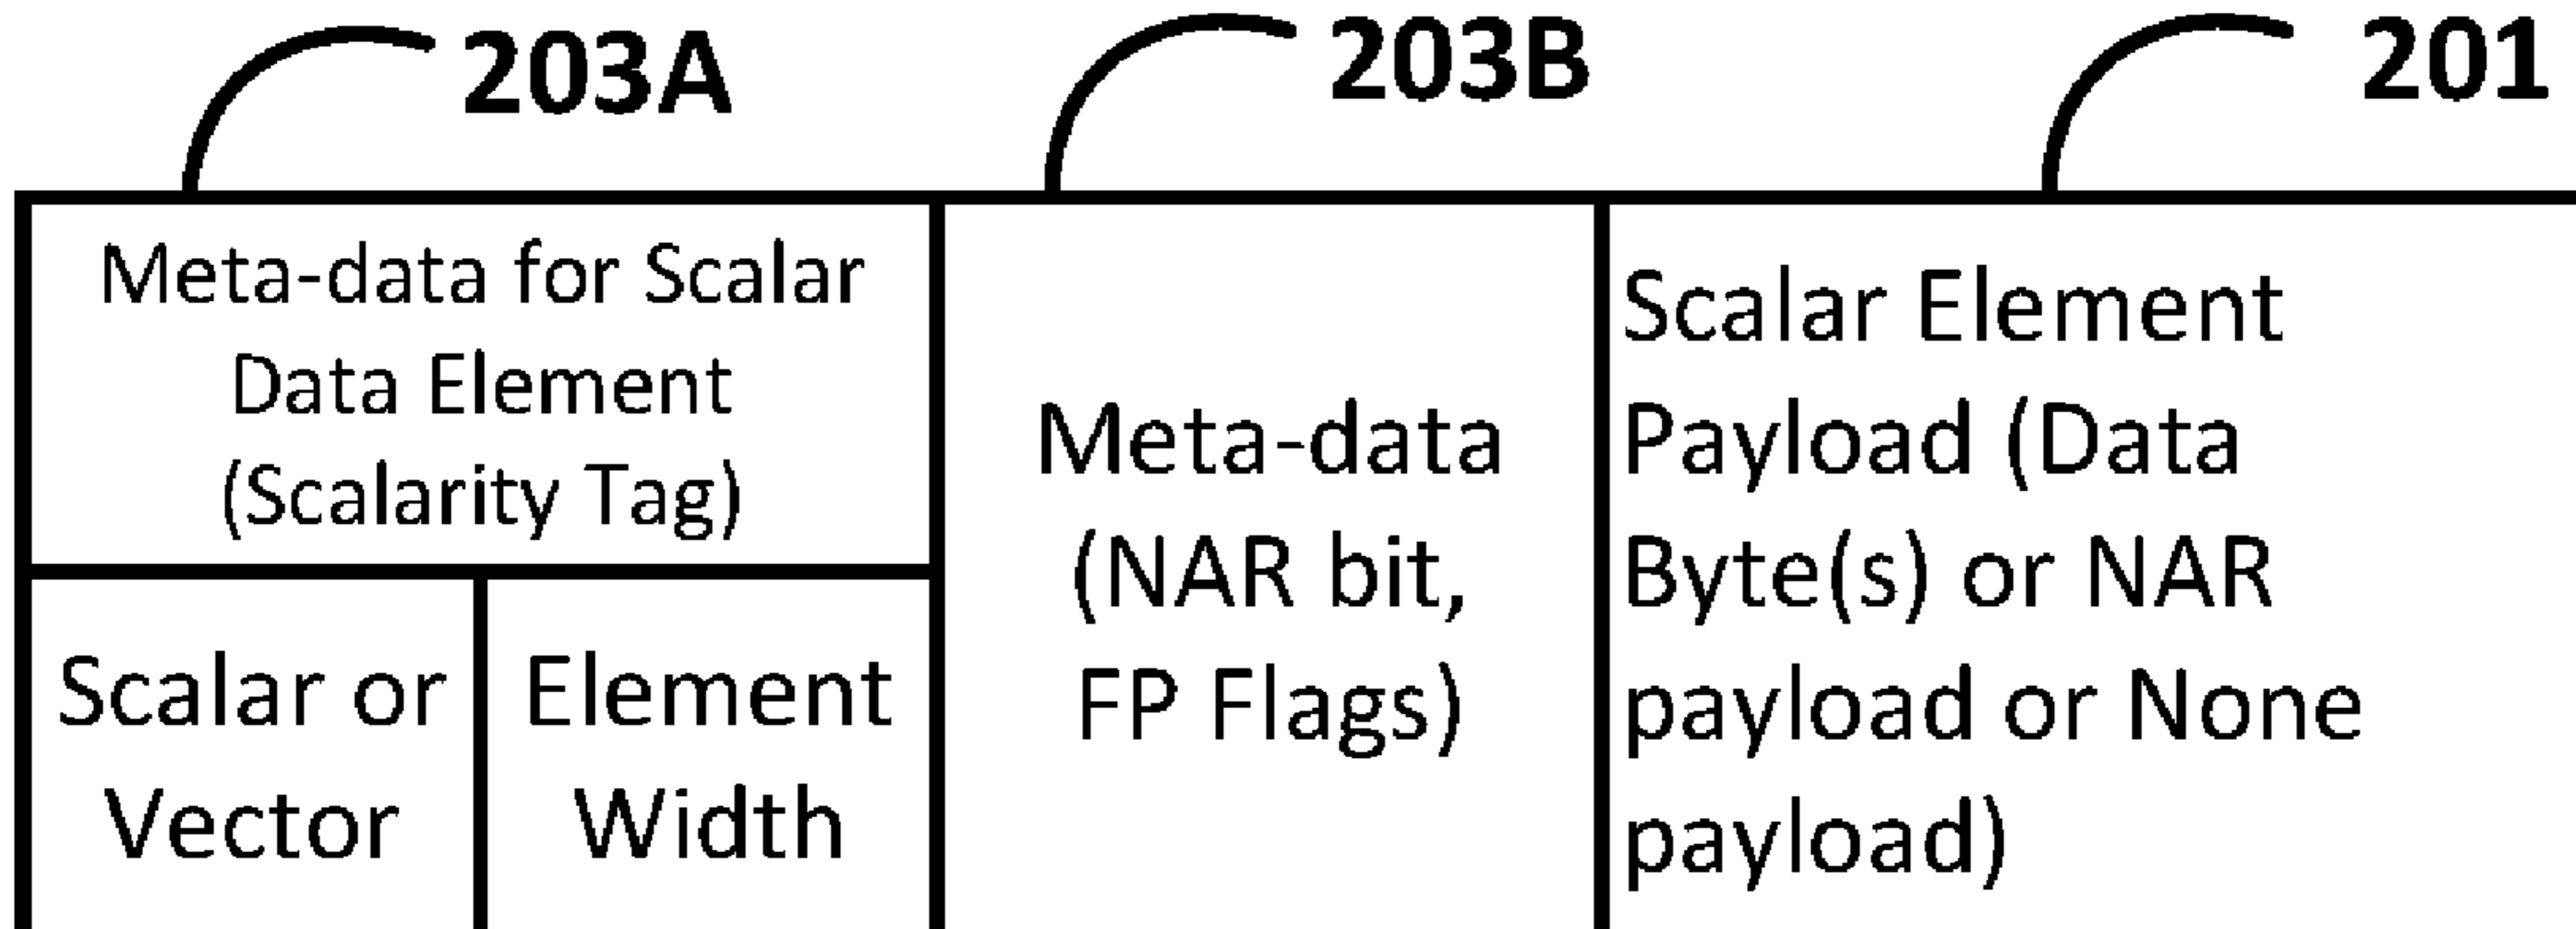 203A
203B
201
Meta-data for Scalar
Data Element
(Scalarity Tag)
Scalar or
Vector
Element
Width
Meta-data
(NAR bit,
FP Flags)
Scalar Element
Payload (Data
Byte(s) or NAR
payload or None
payload)